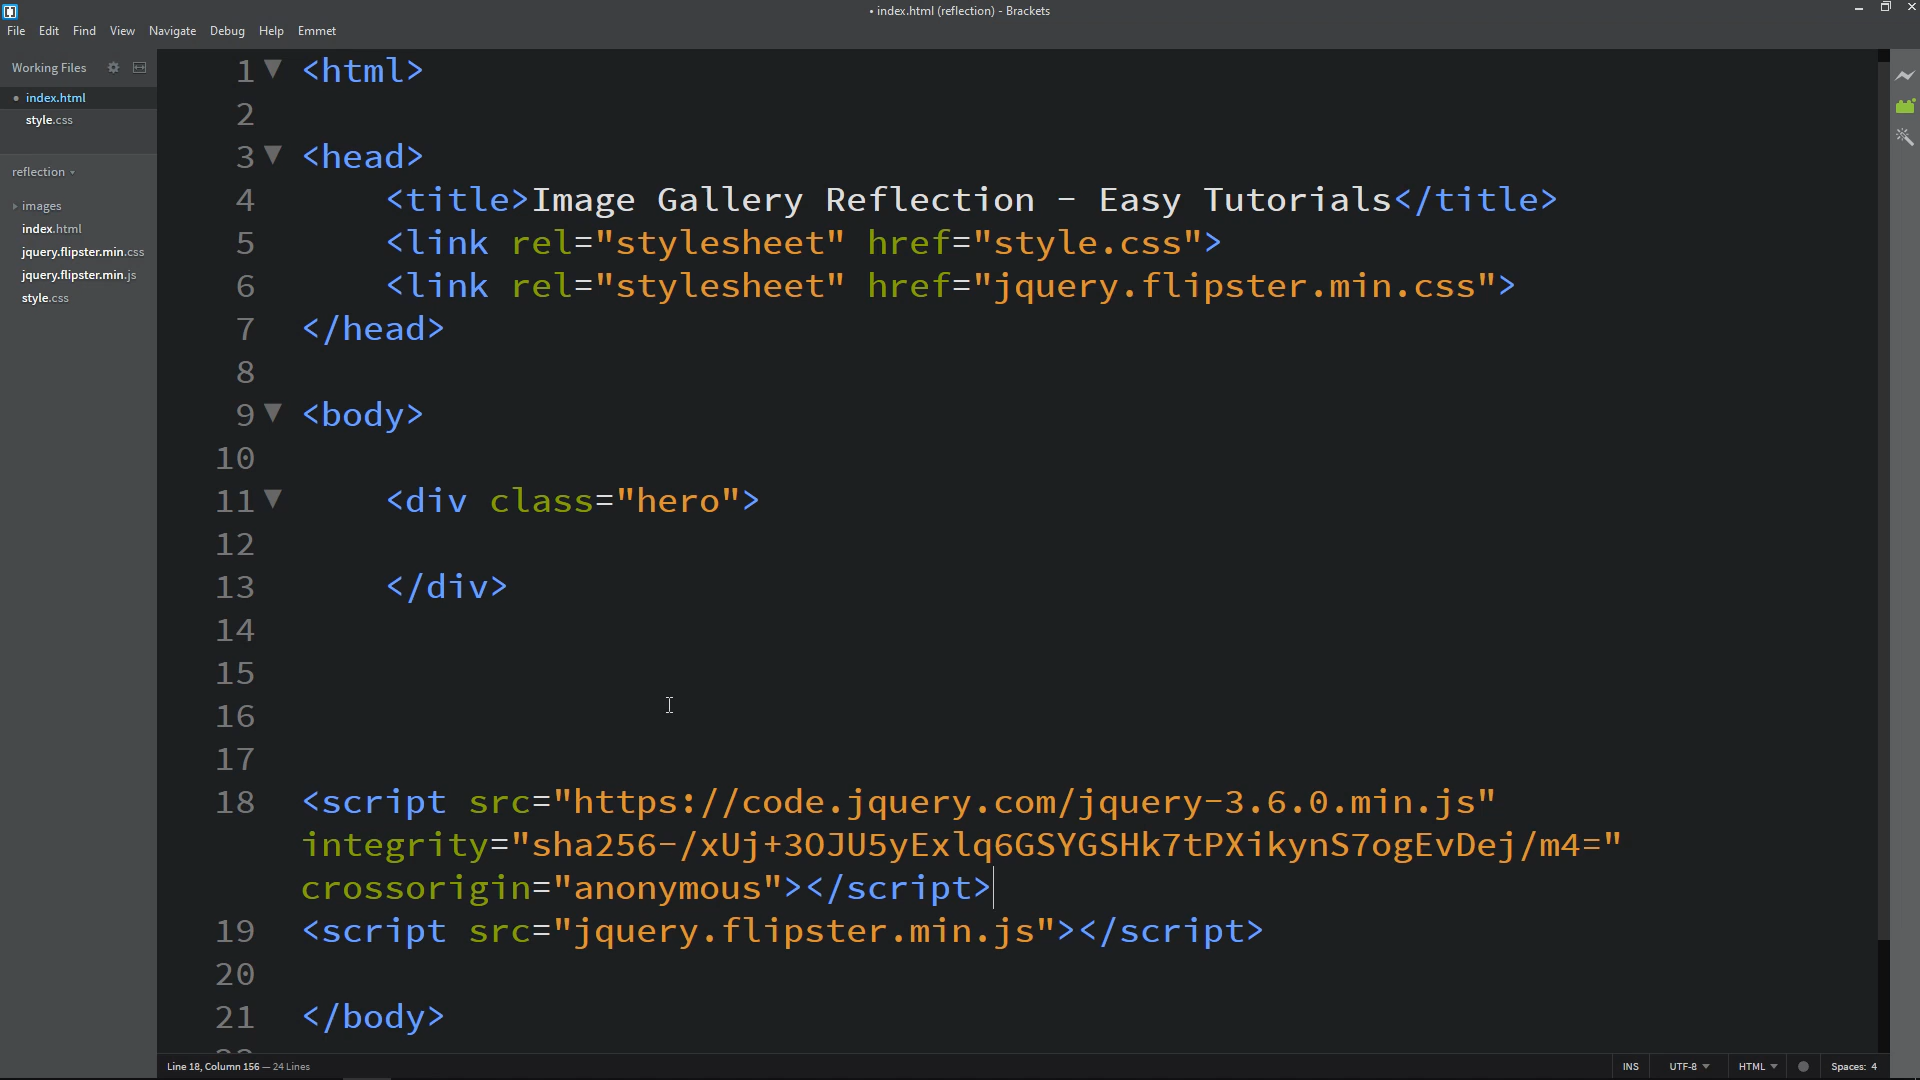 • index.html (reflection) - Brackets
File Edit Find View Navigate Debug Help Emmet
Working Files
index.html
style.css
reflection
images
index.html
jquery.flipster.min.css
jquery.flipster.min.js
style.css
1 <html>
2
3 <head>
4 <title>Image Gallery Reflection - Easy Tutorials</title>
5 <link rel="stylesheet" href="style.css">
6 <link rel="stylesheet" href="jquery.flipster.min.css">
7 </head>
8
9 <body>
10
11 <div class="hero">
12
13 </div>
14
15
16
17
18 <script src="https://code.jquery.com/jquery-3.6.0.min.js"
integrity="sha256-/xUj+3OJU5yExlq6GSYGSHk7tPXikynS7ogEvDej/m4="
crossorigin="anonymous"></script>
19 <script src="jquery.flipster.min.js"></script>
20
21 </body>
Line 18, Column 156 — 24 Lines
INS UTF-8 HTML Spaces: 4